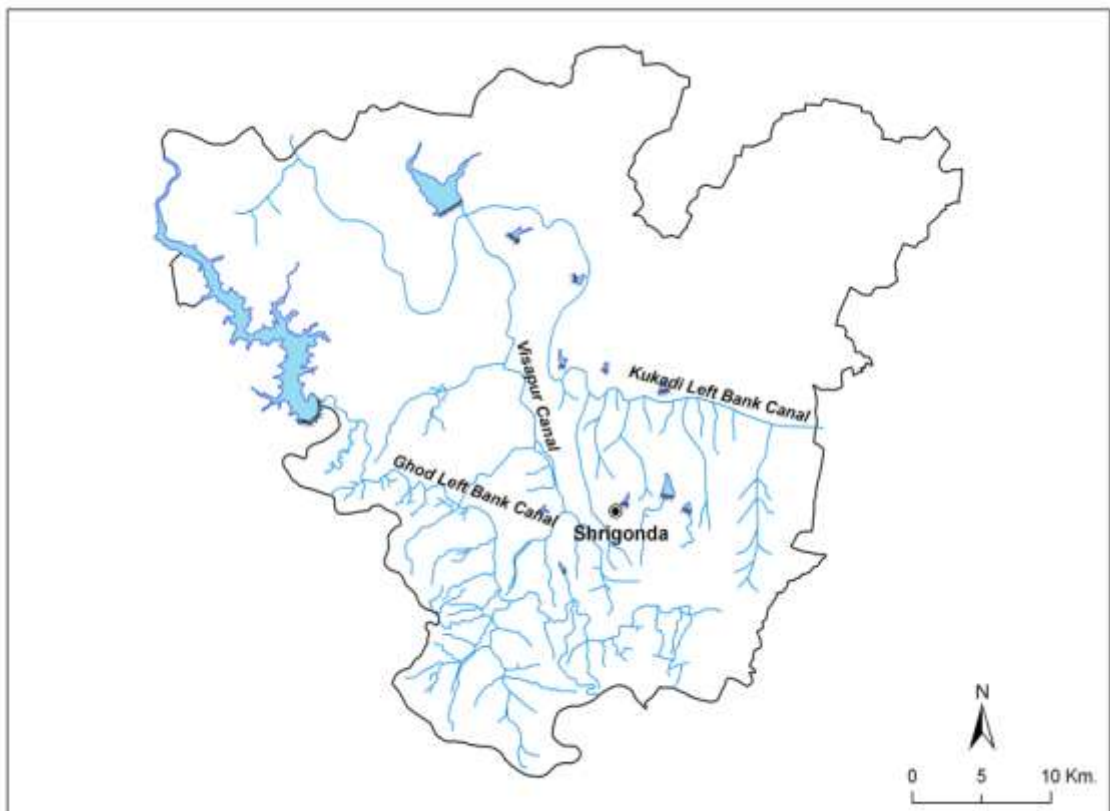 Visapur Canal
Kukadi Left Bank Canal
Ghod Left Bank Canal
Shrigonda
N
0 5 10 Km.